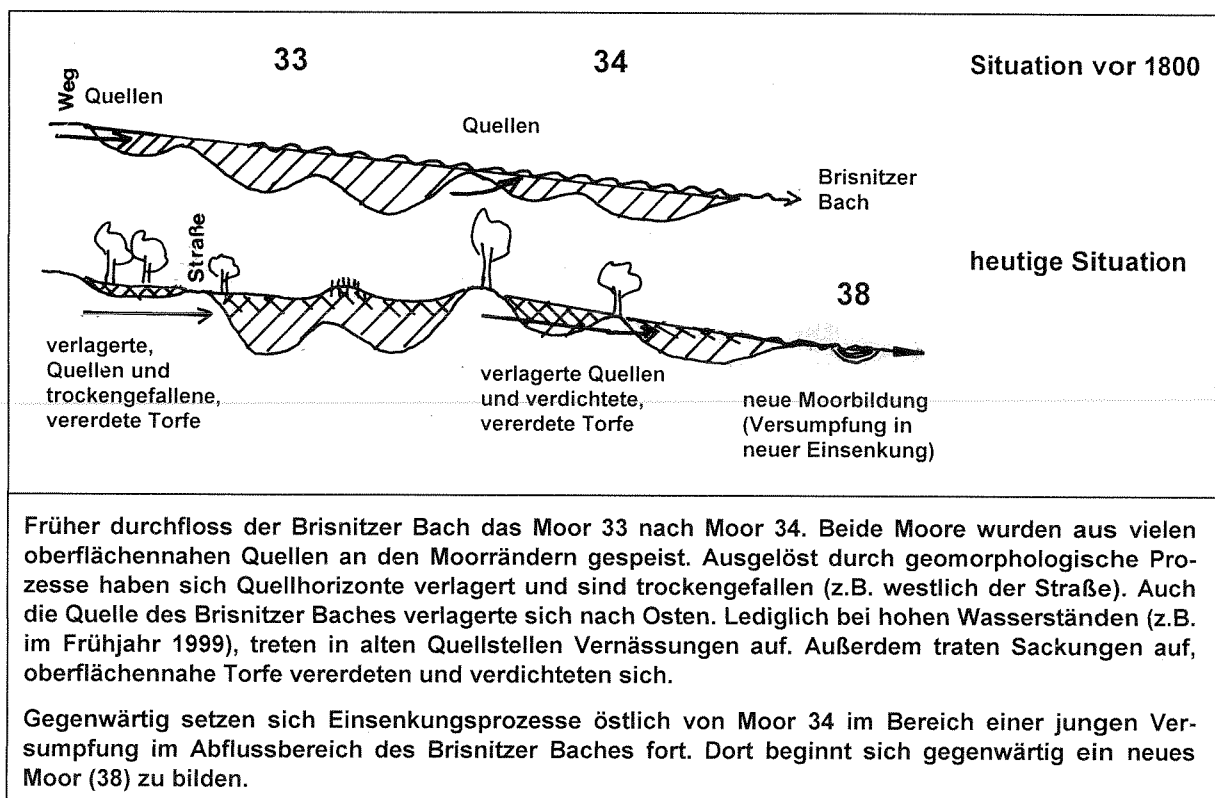 33
34
Situation vor 1800
Weg
Quellen
Quellen
Brisnitzer
Bach
Straße
heutige Situation
38
verlagerte,
Quellen und
trockengefallene,
vererdete Torfe
verlagerte Quellen
und verdichtete,
vererdete Torfe
neue Moorbildung
(Versumpfung in
neuer Einsenkung)
Früher durchfloss der Brisnitzer Bach das Moor 33 nach Moor 34. Beide Moore wurden aus vielen
oberflächennahen Quellen an den Moorrändern gespeist. Ausgelöst durch geomorphologische Pro-
zesse haben sich Quellhorizonte verlagert und sind trockengefallen (z.B. westlich der Straße). Auch
die Quelle des Brisnitzer Baches verlagerte sich nach Osten. Lediglich bei hohen Wasserständen (z.B.
im Frühjahr 1999), treten in alten Quellstellen Vernässungen auf. Außerdem traten Sackungen auf,
oberflächennahe Torfe vererdeten und verdichteten sich.
Gegenwärtig setzen sich Einsenkungsprozesse östlich von Moor 34 im Bereich einer jungen Ver-
sumpfung im Abflussbereich des Brisnitzer Baches fort. Dort beginnt sich gegenwärtig ein neues
Moor (38) zu bilden.